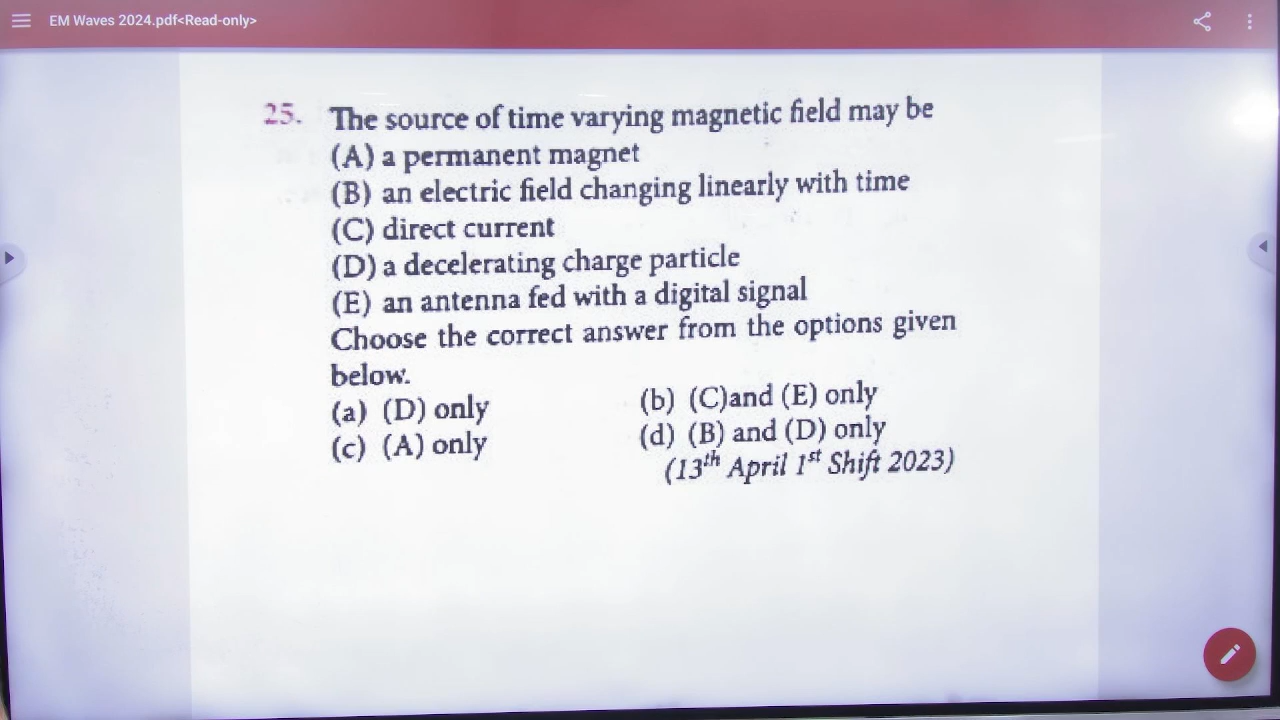 EM Waves 2024.pdf<Read-only>
25. The source of time varying magnetic field may be
(A) a permanent magnet
(B) an electric field changing linearly with time
(C) direct current
(D) a decelerating charge particle
(E) an antenna fed with a digital signal
Choose the correct answer from the options given
below.
(a) (D) only (b) (C)and (E) only
(c) (A) only (d) (B) and (D) only
(13th April 1st Shift 2023)